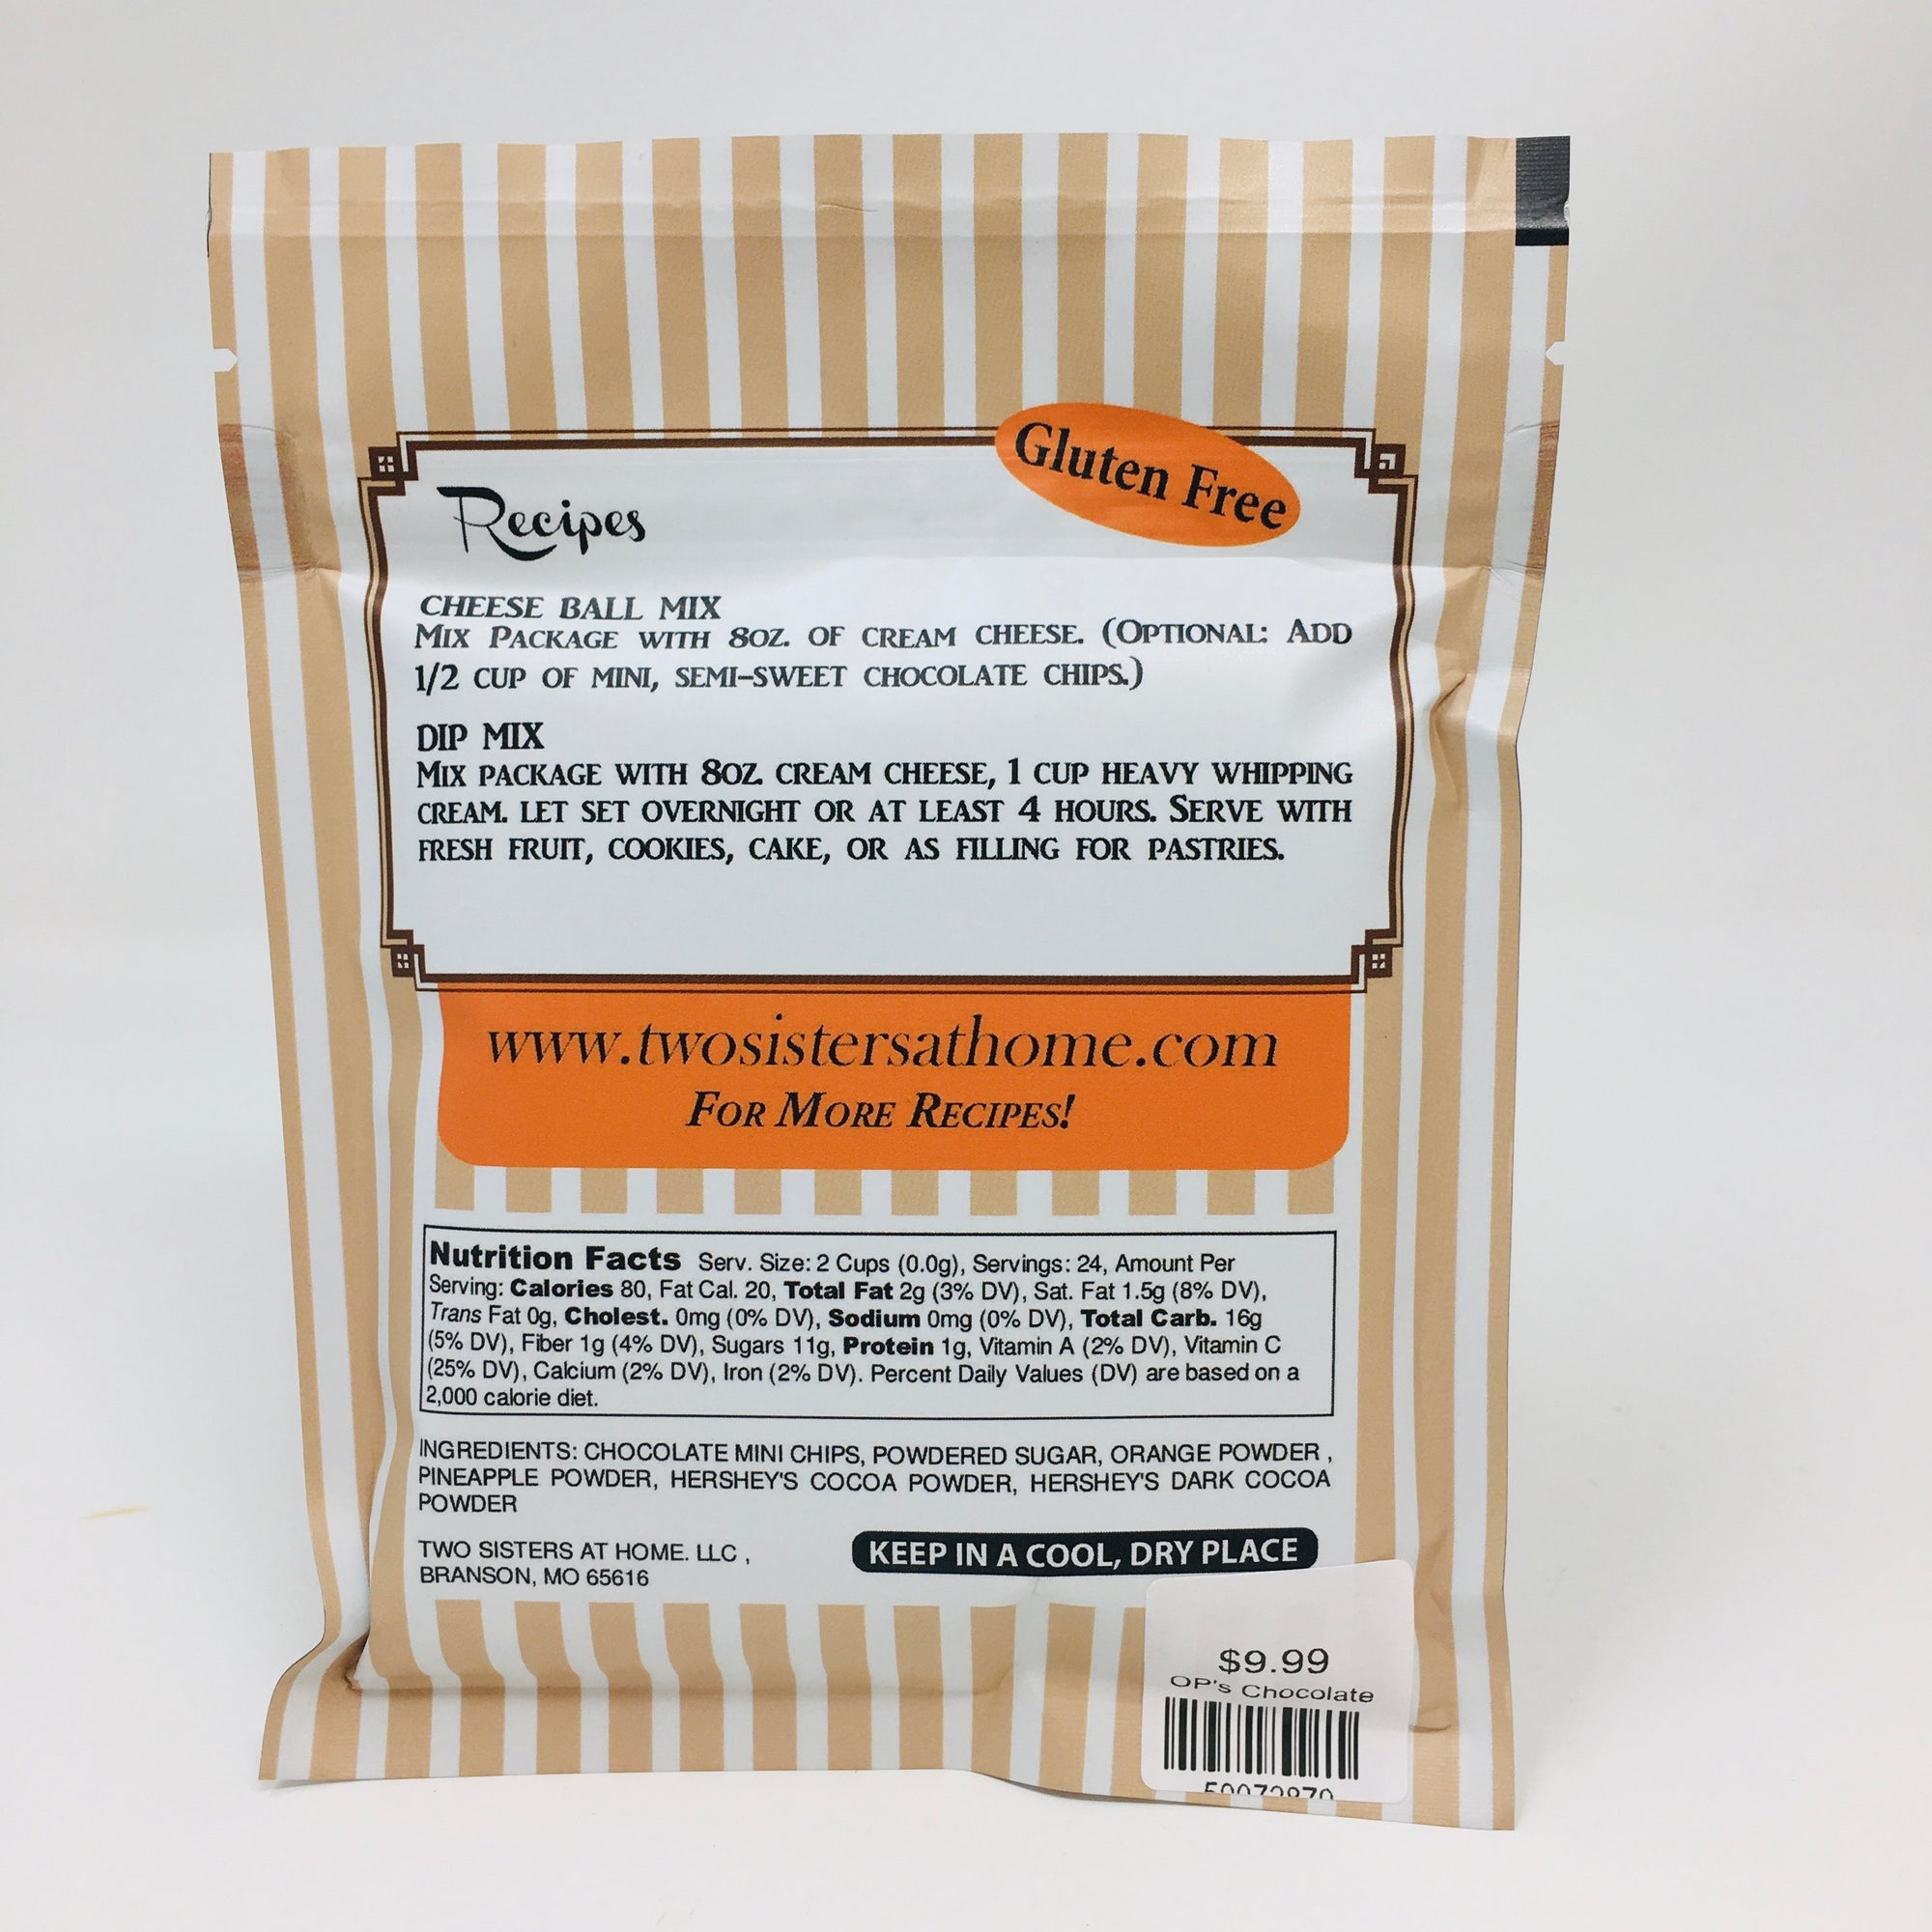 Gluten Free
Recipes
CHEESE BALL MIX
MIX PACKAGE WITH 8OZ. OF CREAM CHEESE. (OPTIONAL: ADD
1/2 CUP OF MINI, SEMI-SWEET CHOCOLATE CHIPS.)
DIP MIX
MIX PACKAGE WITH 8OZ. CREAM CHEESE, 1 CUP HEAVY WHIPPING
CREAM. LET SET OVERNIGHT OR AT LEAST 4 HOURS. SERVE WITH
FRESH FRUIT, COOKIES, CAKE, OR AS FILLING FOR PASTRIES.
www.twosistersathome.com
FOR MORE RECIPES!
Nutrition Facts Serv. Size: 2 Cups (0.0g), Servings: 24, Amount Per
Serving: Calories 80, Fat Cal. 20, Total Fat 2g (3% DV), Sat. Fat 1.5g (8% DV),
Trans Fat 0g, Cholest. 0mg (0% DV), Sodium 0mg (0% DV), Total Carb. 16g
(5% DV), Fiber 1g (4% DV), Sugars 11g, Protein 1g, Vitamin A (2% DV), Vitamin C
(25% DV), Calcium (2% DV), Iron (2% DV). Percent Daily Values (DV) are based on a
2,000 calorie diet.
INGREDIENTS: CHOCOLATE MINI CHIPS, POWDERED SUGAR, ORANGE POWDER ,
PINEAPPLE POWDER, HERSHEY'S COCOA POWDER, HERSHEY'S DARK COCOA
POWDER
TWO SISTERS AT HOME. LLC ,
BRANSON, MO 65616
KEEP IN A COOL, DRY PLACE
$9.99
OP's Chocolate